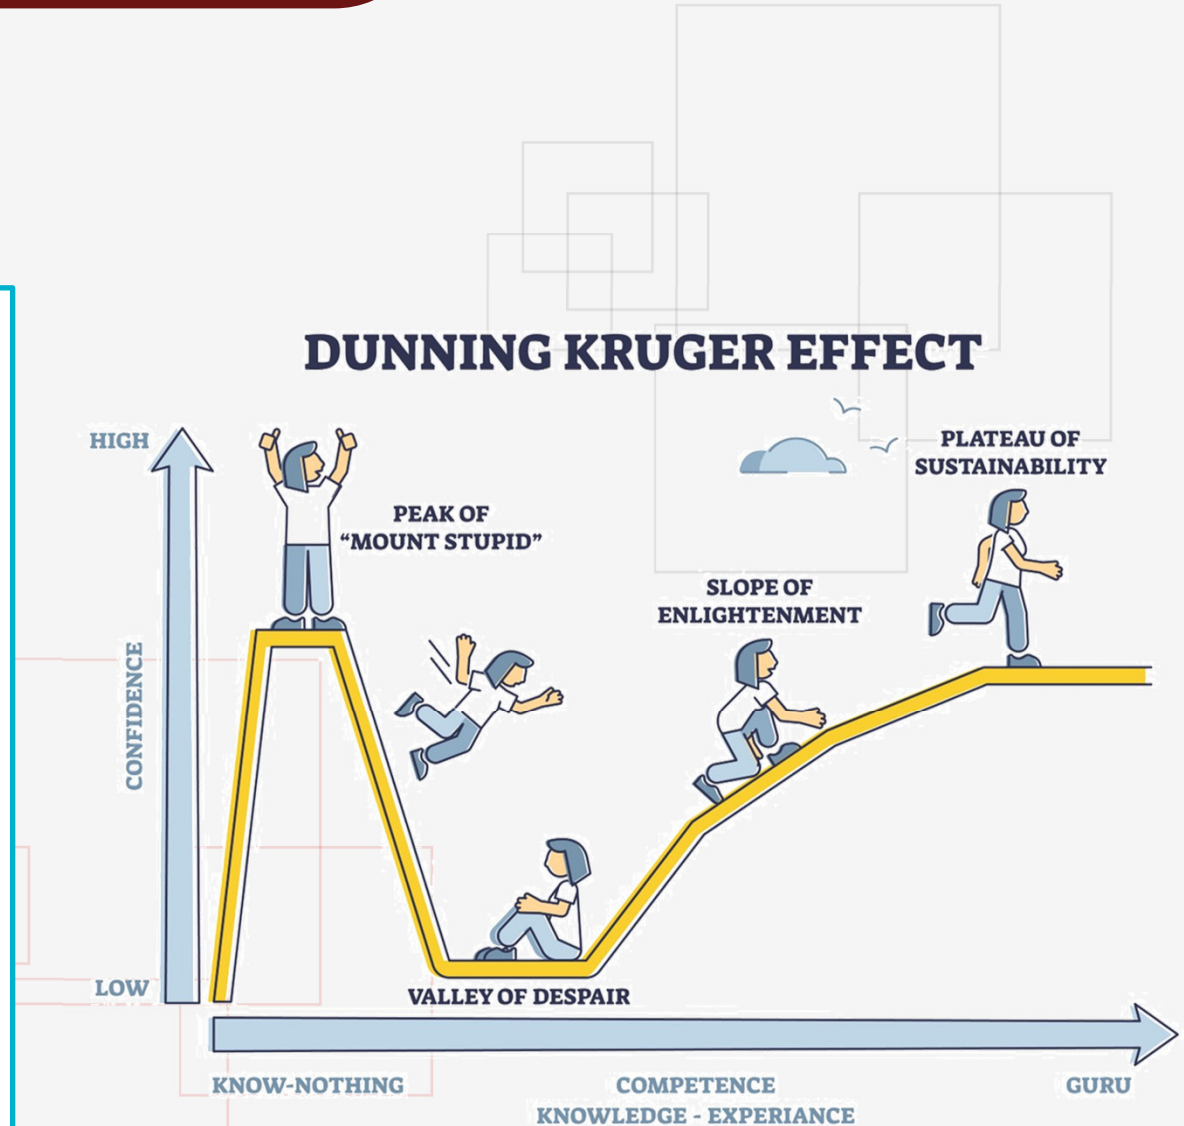 DUNNING KRUGER EFFECT
HIGH
PLATEAU OF
SUSTAINABILITY
PEAK OF
“MOUNT STUPID”
SLOPE OF
ENLIGHTENMENT
CONFIDENCE
LOW
VALLEY OF DESPAIR
KNOW-NOTHING
COMPETENCE
GURU
KNOWLEDGE - EXPERIANCE